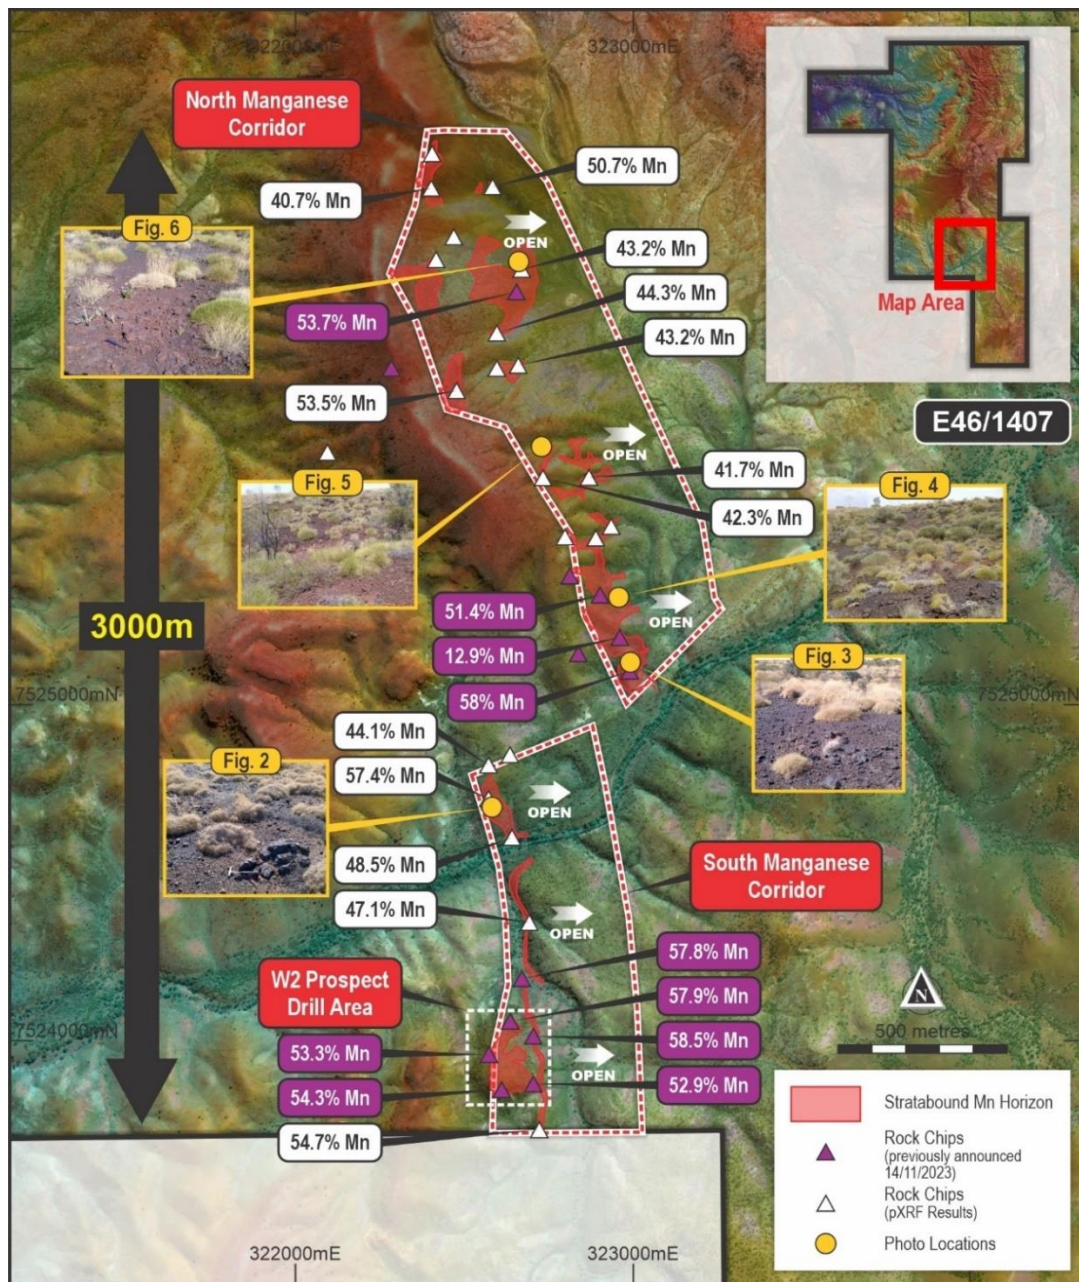 322000mE
323000mE
North Manganese
Corridor
50.7% Mn
40.7% Mn
Fig. 6
OPEN
43.2% Mn
44.3% Mn
53.7% Mn
43.2% Mn
53.5% Mn
Map Area
E46/1407
OPEN
41.7% Mn
Fig. 5
Fig. 4
42.3% Mn
3000m
51.4% Mn
OPEN
12.9% Mn
Fig. 3
58% Mn
7525000mN
7525000mN
44.1% Mn
Fig. 2
57.4% Mn
OPEN
48.5% Mn
South Manganese
Corridor
47.1% Mn
OPEN
57.8% Mn
W2 Prospect
Drill Area
57.9% Mn
N
7524000mN
7524000mN
500 metres
53.3% Mn
58.5% Mn
OPEN
54.3% Mn
52.9% Mn
54.7% Mn
Stratabound Mn Horizon
Rock Chips
(previously announced
14/11/2023)
Rock Chips
(pXRF Results)
Photo Locations
322000mE
323000mE